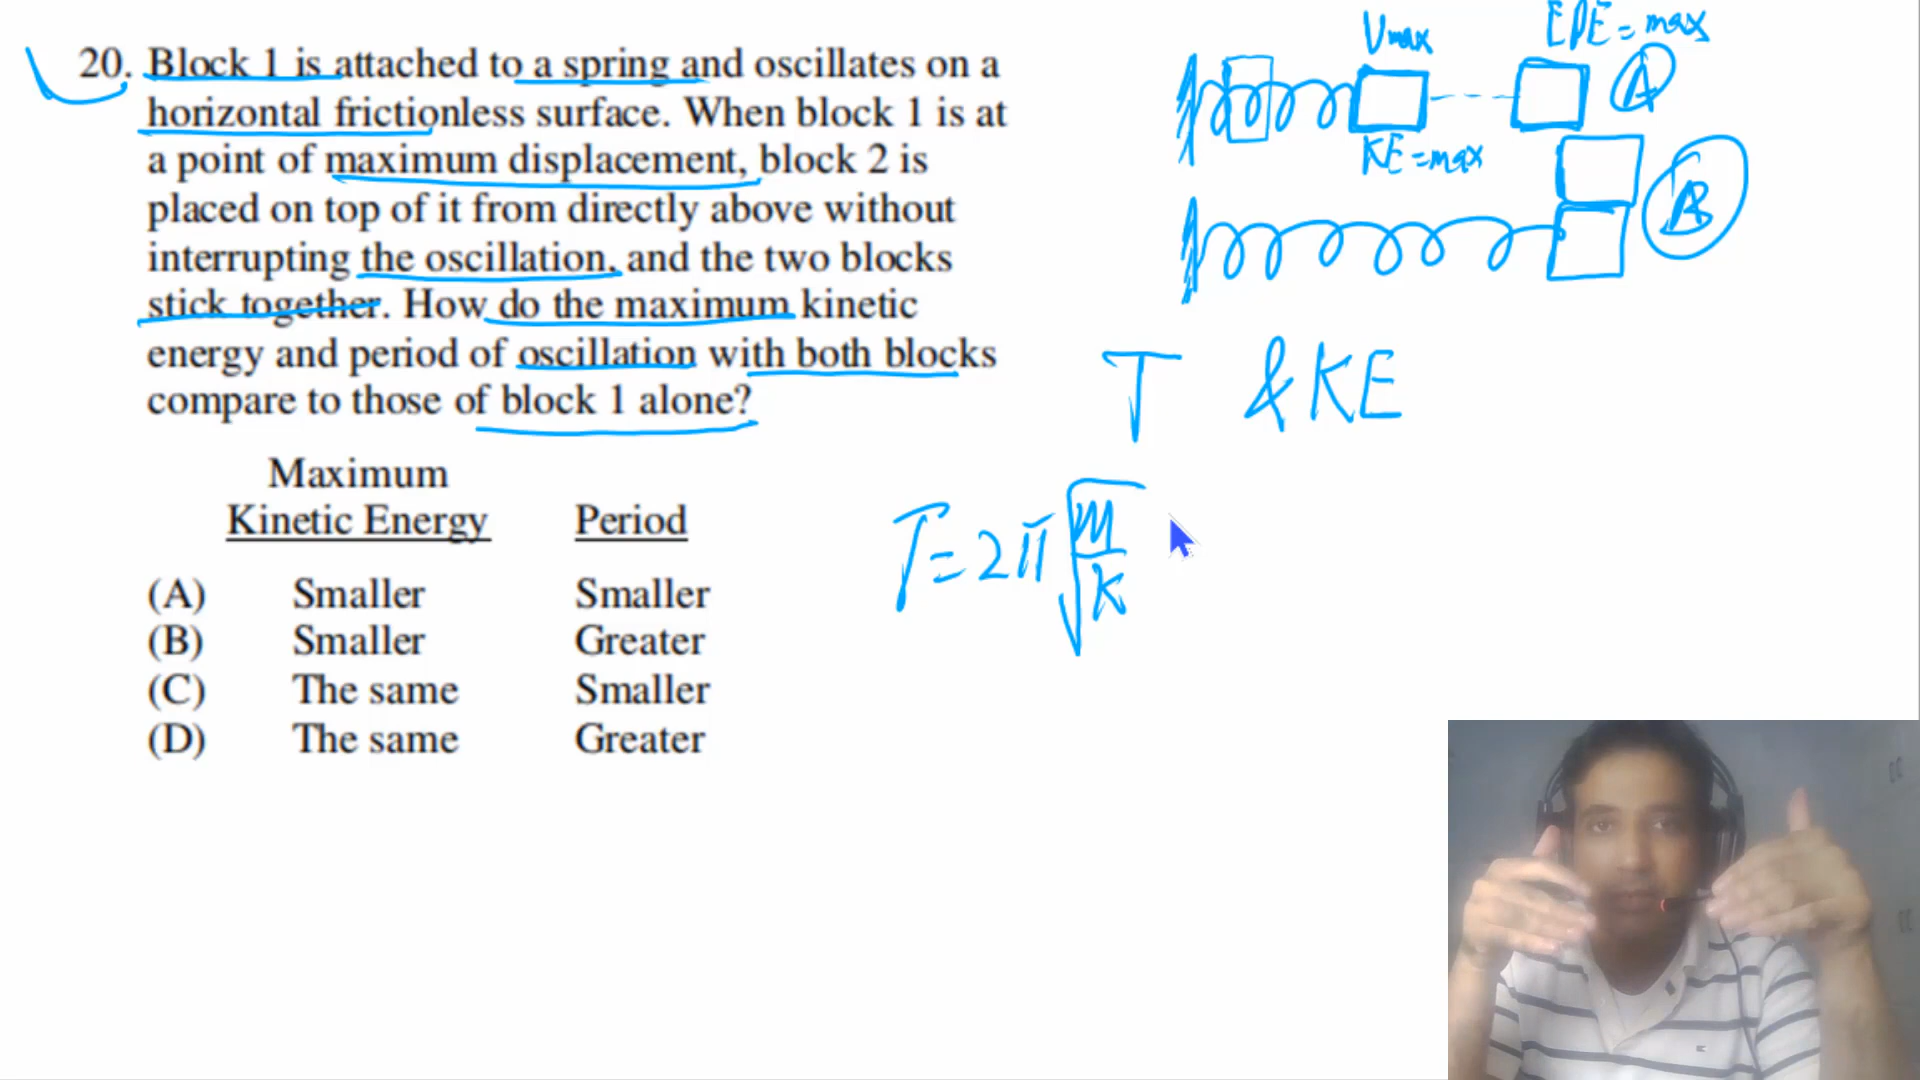 20. Block 1 is attached to a spring and oscillates on a
horizontal frictionless surface. When block 1 is at
a point of maximum displacement, block 2 is
placed on top of it from directly above without
interrupting the oscillation, and the two blocks
stick together. How do the maximum kinetic
energy and period of oscillation with both blocks
compare to those of block 1 alone?
Maximum
Kinetic Energy Period
(A) Smaller Smaller
(B) Smaller Greater
(C) The same Smaller
(D) The same Greater
Vmax EPE = max
A
KE = max
B
T & KE
T = 2π√m/k